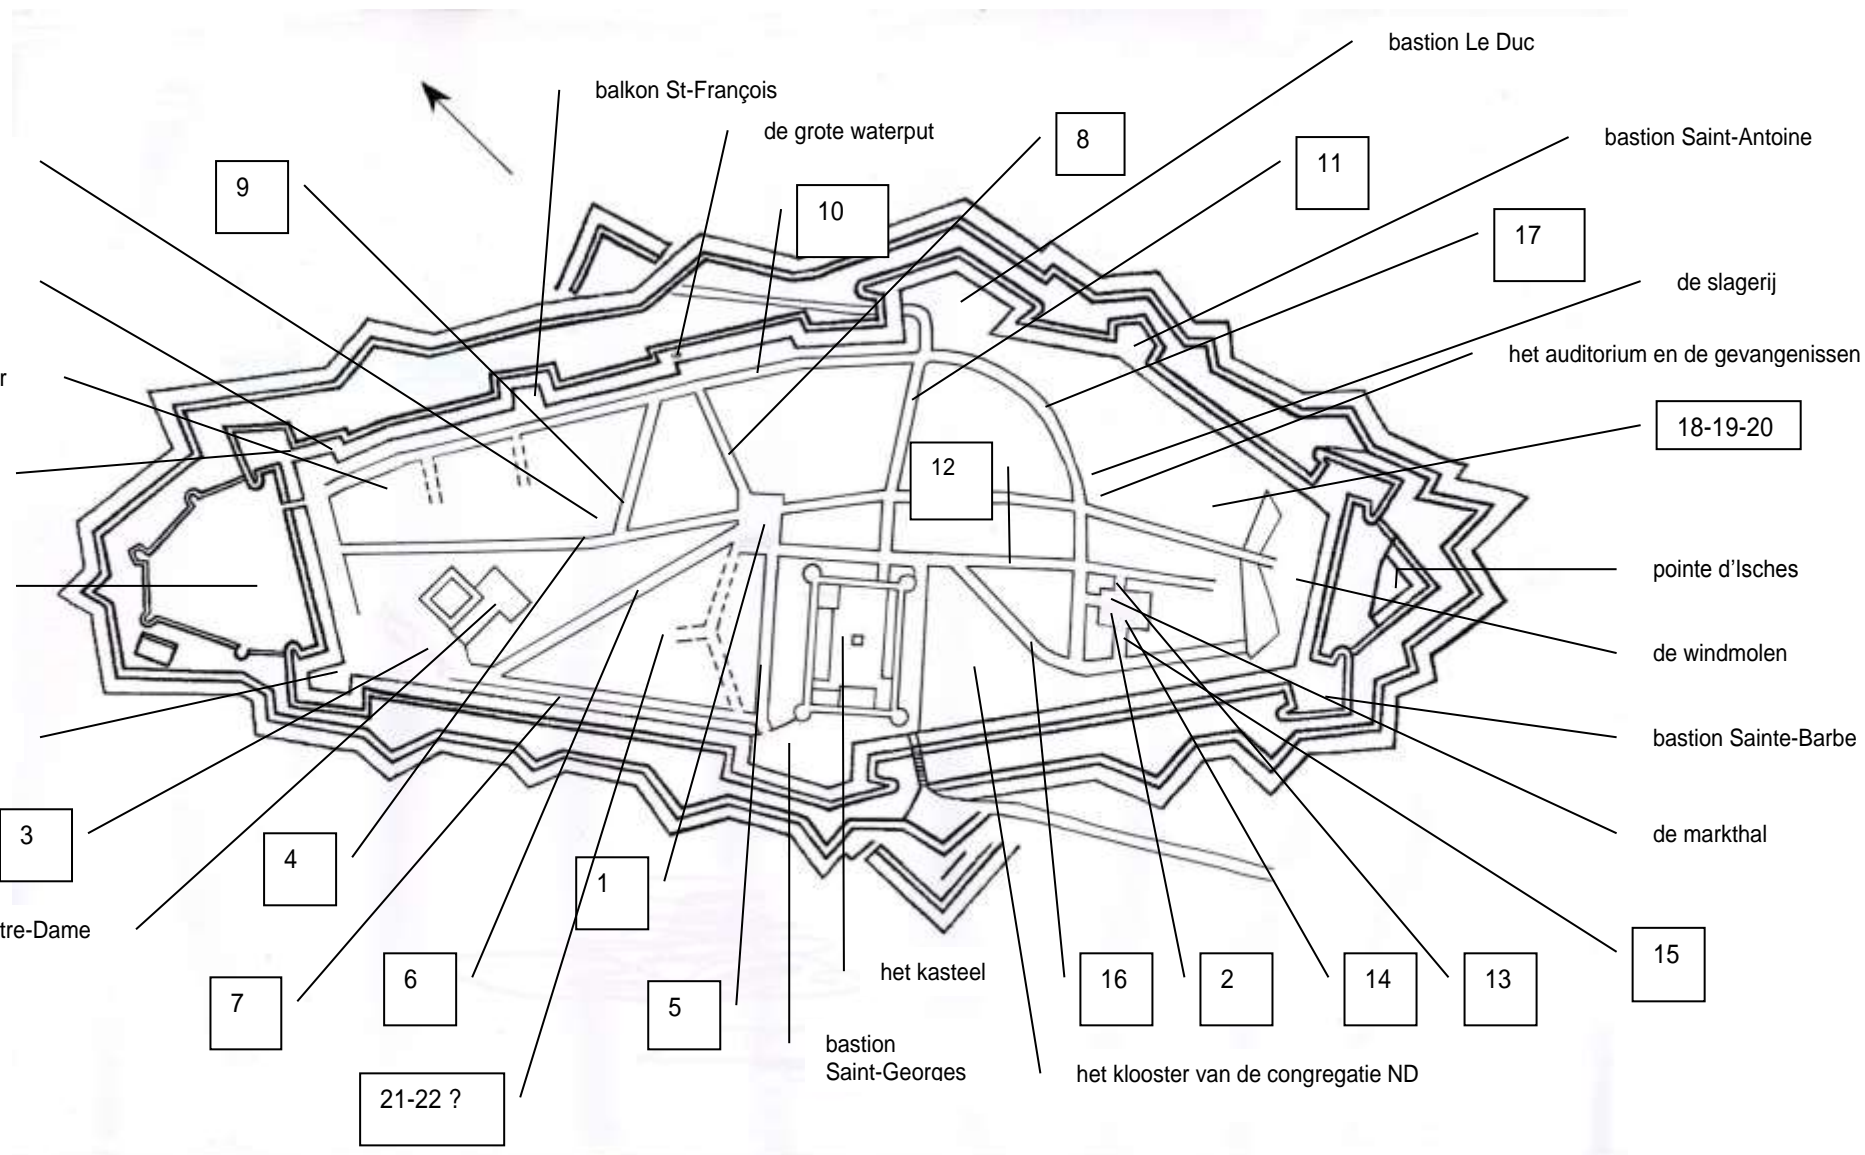 bastion Le Duc
balkon St-François
de grote waterput
8
bastion Saint-Antoine
11
9
10
17
de slagerij
het auditorium en de gevangenissen
r
18-19-20
12
pointe d'Isches
de windmolen
bastion Sainte-Barbe
3
de markthal
4
1
tre-Dame
15
6
het kasteel
16
2
14
13
7
5
bastion
Saint-Georges
het klooster van de congregatie ND
21-22 ?